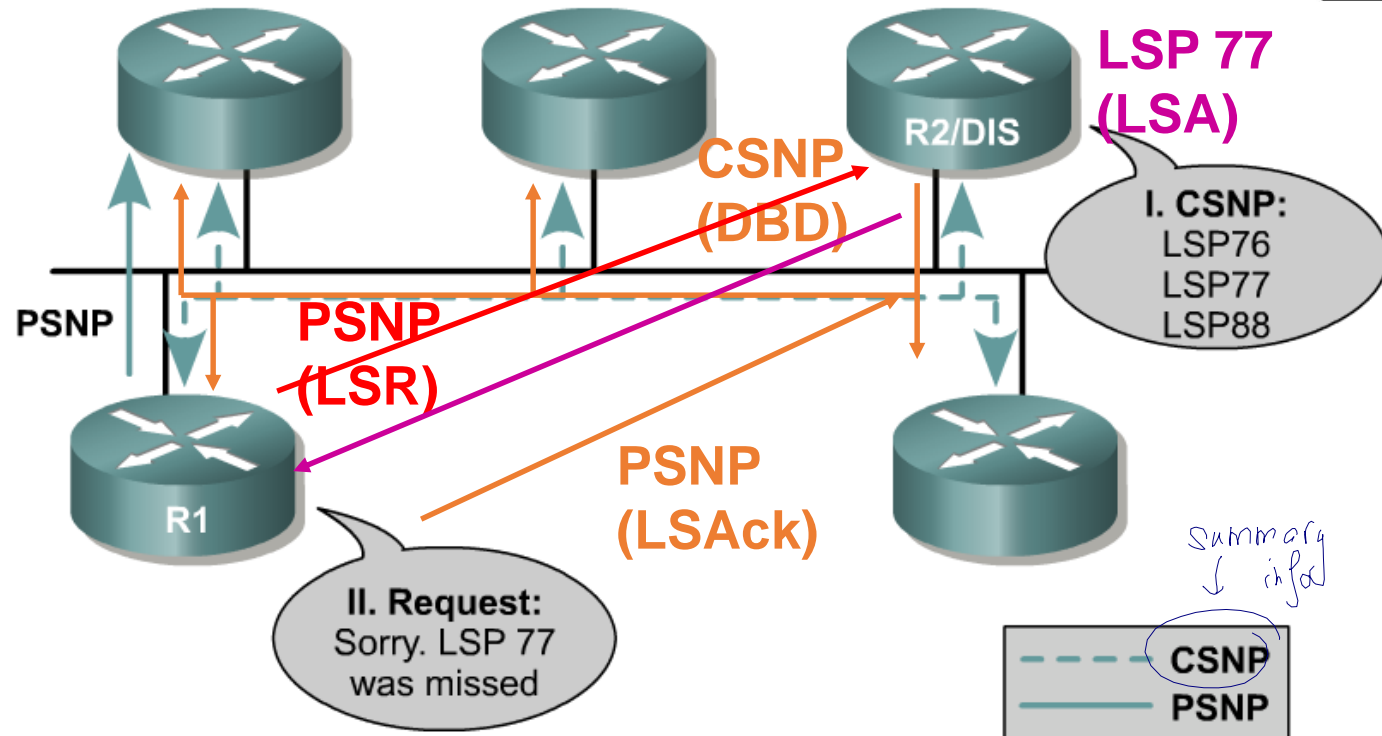 LSP 77
(LSA)
R2/DIS
CSNP
(DBD)
I. CSNP:
LSP76
LSP77
LSP88
PSNP
PSNP
(LSR)
R1
PSNP
(LSAck)
II. Request:
Sorry. LSP 77
was missed
summary
info
CSNP
PSNP